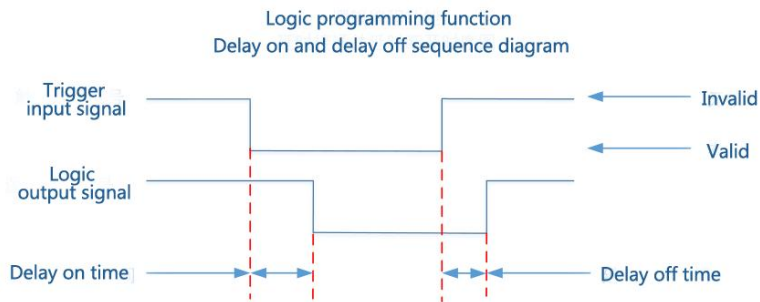 Logic programming function
Delay on and delay off sequence diagram
Trigger
input signal
Invalid
Valid
Logic
output signal
Delay on time
Delay off time